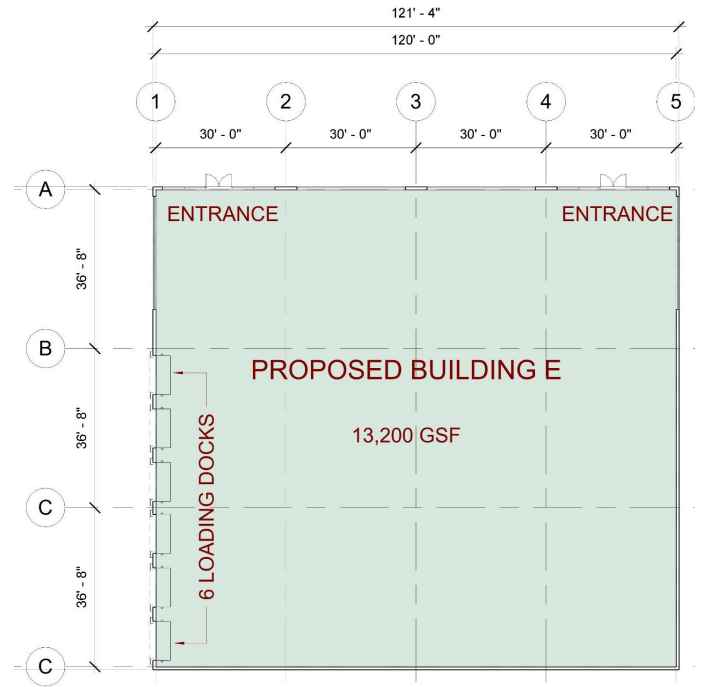 121' - 4"
120' - 0"
1 2 3 4 5
30' - 0" 30' - 0" 30' - 0" 30' - 0"
A
ENTRANCE ENTRANCE
36' - 8"
B
PROPOSED BUILDING E
36' - 8"
13,200 GSF
6 LOADING DOCKS
C
36' - 8"
C